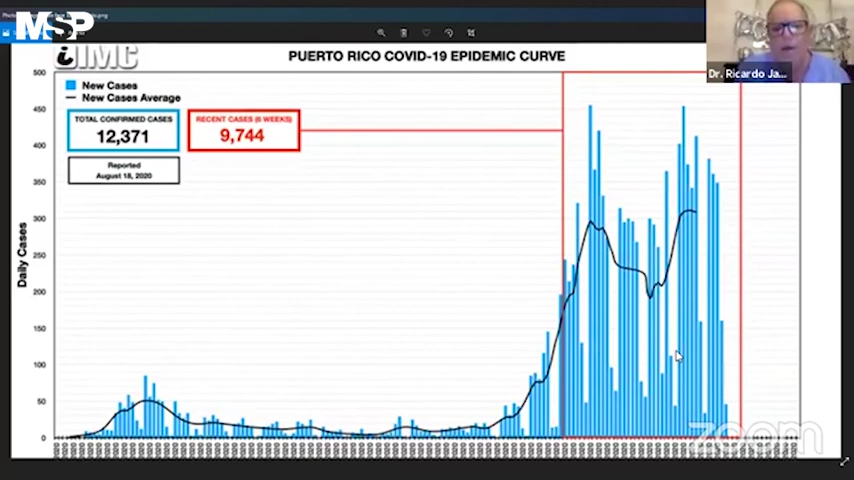 MSP
IMC
PUERTO RICO COVID-19 EPIDEMIC CURVE
Dr. Ricardo Ja...
New Cases
New Cases Average
TOTAL CONFIRMED CASES
12,371
RECENT CASES (6 WEEKS)
9,744
Reported
August 18, 2020
Daily Cases
500
450
400
350
300
250
200
150
100
50
0
zoom